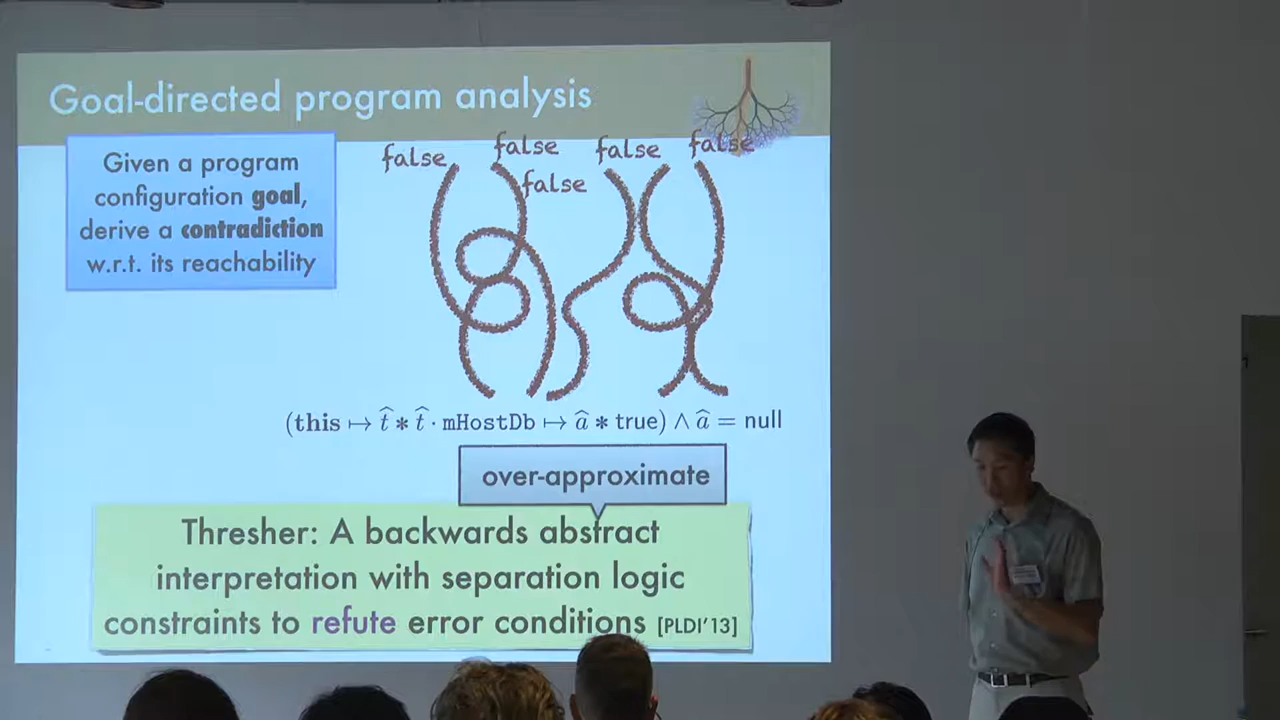 Goal-directed program analysis
Given a program
configuration goal,
derive a contradiction
w.r.t. its reachability
false
false
false
false
false
(this ↦ t̂ * t̂ · mHostDb ↦ â * true) ∧ â = null
over-approximate
Thresher: A backwards abstract
interpretation with separation logic
constraints to refute error conditions [PLDI'13]